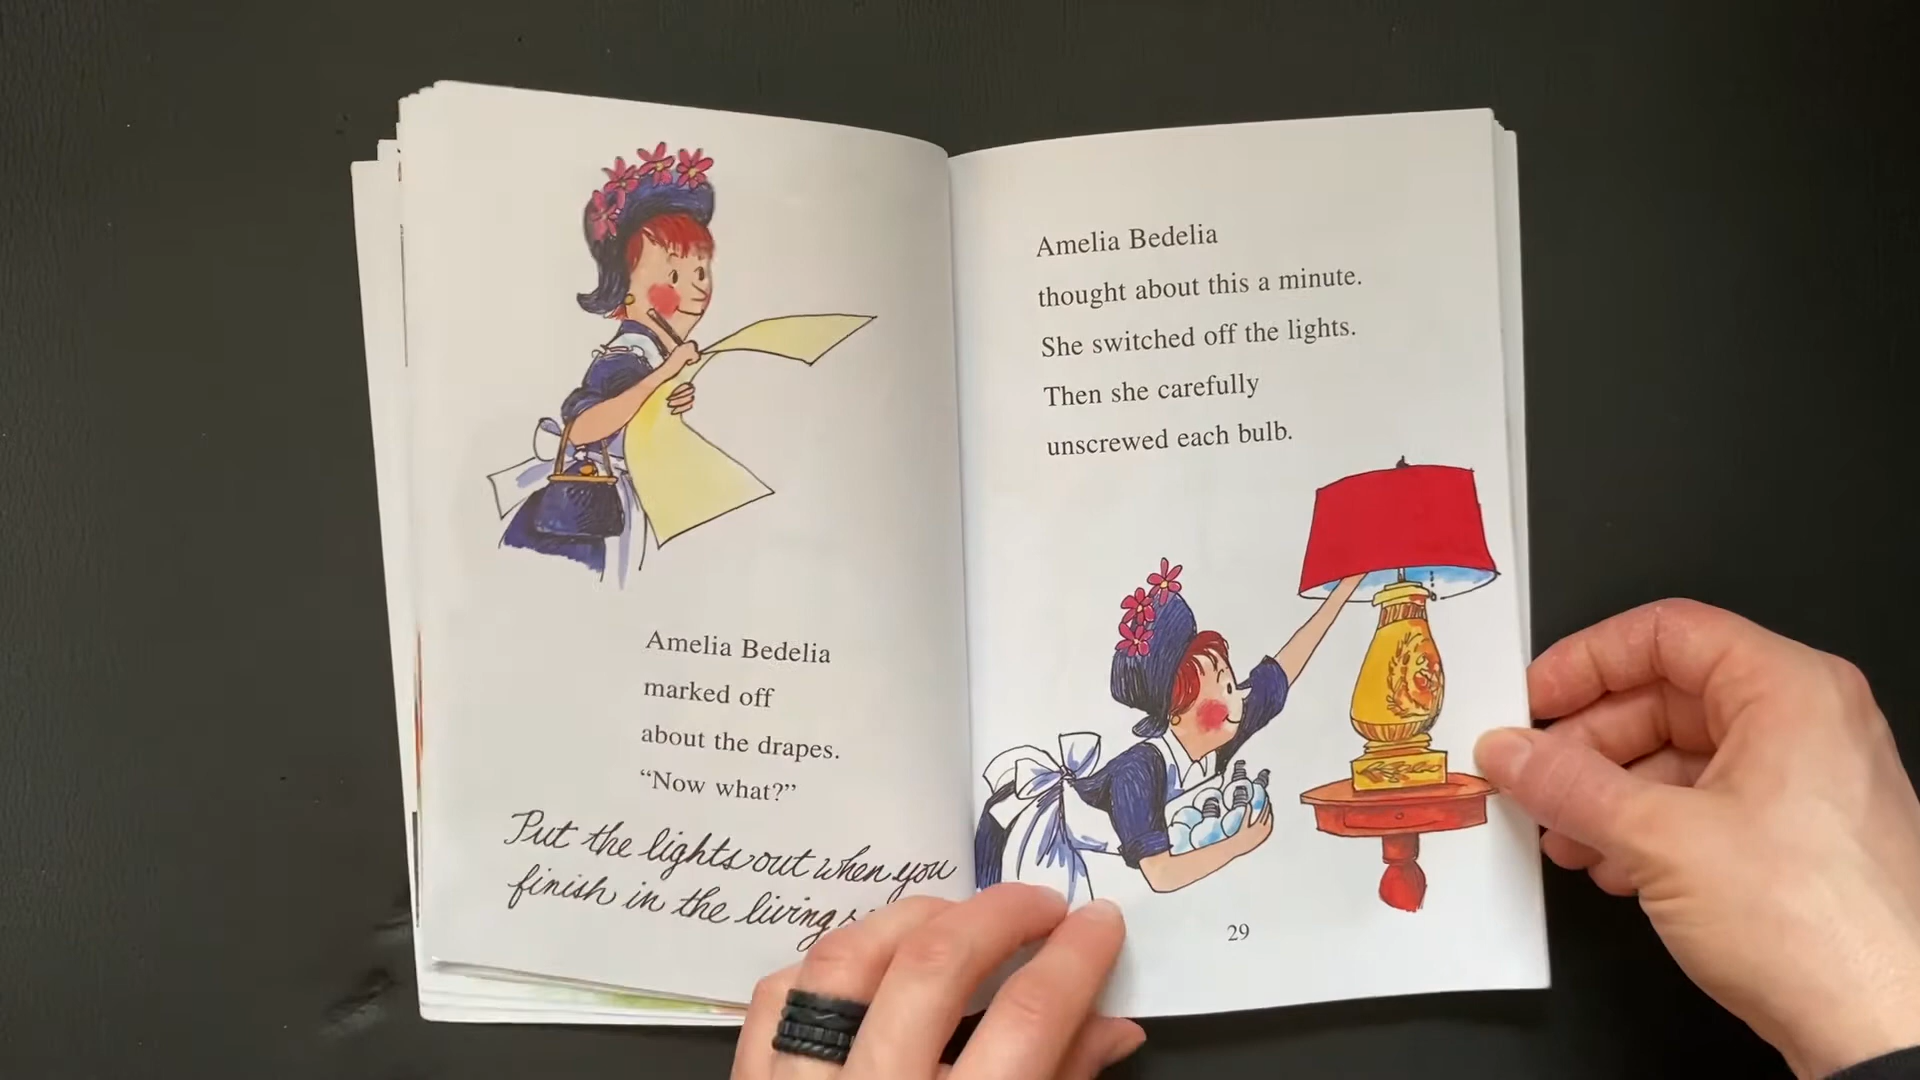 Amelia Bedelia
marked off
about the drapes.
“Now what?”
Put the lights out when you
finish in the living
Amelia Bedelia
thought about this a minute.
She switched off the lights.
Then she carefully
unscrewed each bulb.
29